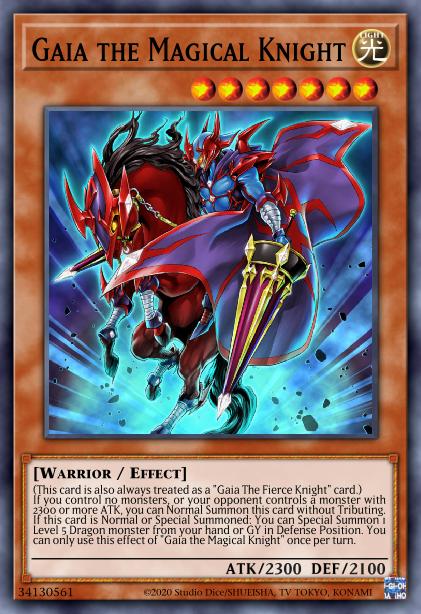 GAIA THE MAGICAL KNIGHT
LIGHT
光
[WARRIOR / EFFECT]
(This card is also always treated as a "Gaia The Fierce Knight" card.)
If you control no monsters, or your opponent controls a monster with
2300 or more ATK, you can Normal Summon this card without Tributing.
If this card is Normal or Special Summoned: You can Special Summon 1
Level 5 Dragon monster from your hand or GY in Defense Position. You
can only use this effect of "Gaia the Magical Knight" once per turn.
ATK/2300 DEF/2100
34130561
©2020 Studio Dice/SHUEISHA, TV TOKYO, KONAMI